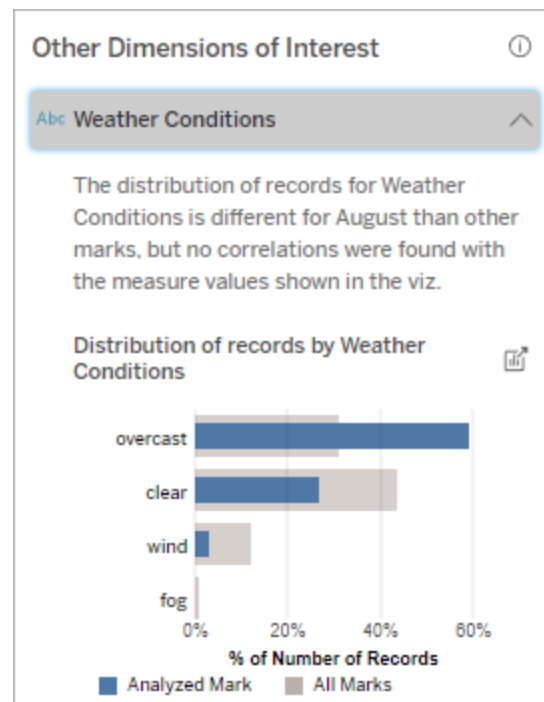 Other Dimensions of Interest
Abc Weather Conditions
The distribution of records for Weather
Conditions is different for August than other
marks, but no correlations were found with
the measure values shown in the viz.
Distribution of records by Weather
Conditions
overcast
clear
wind
fog
0% 20% 40% 60%
% of Number of Records
Analyzed Mark All Marks